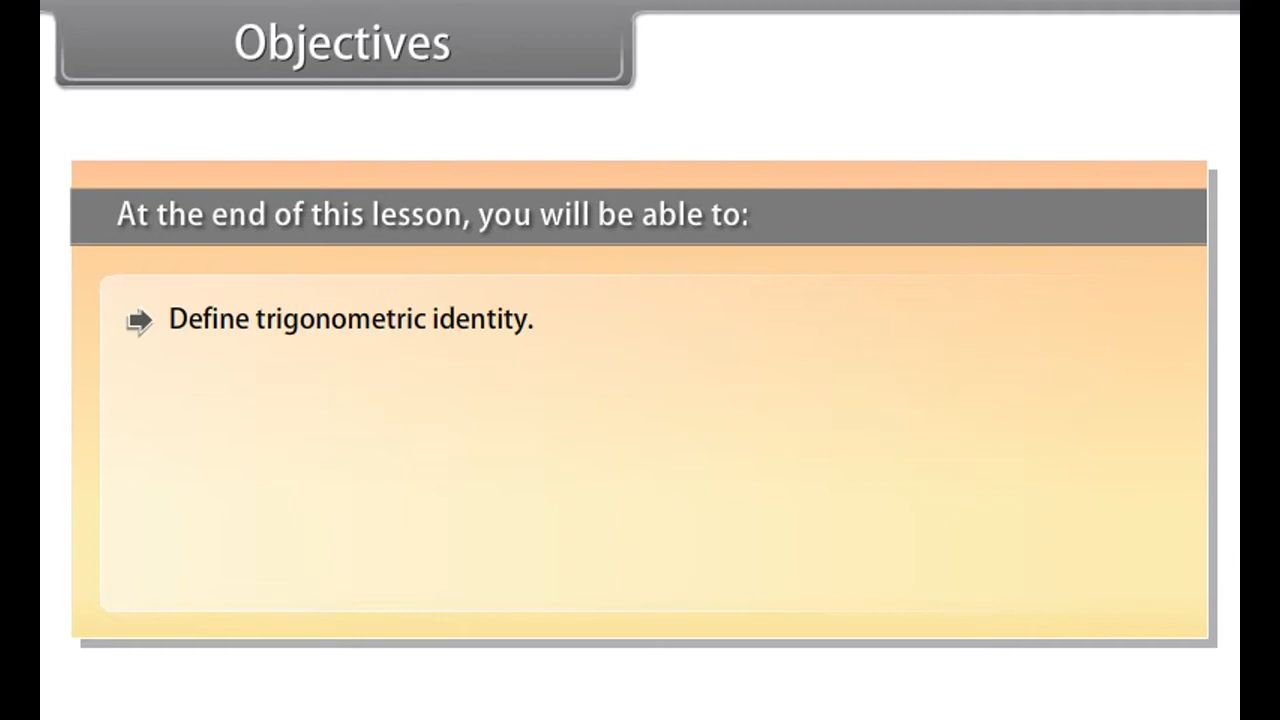 Objectives
At the end of this lesson, you will be able to:
Define trigonometric identity.